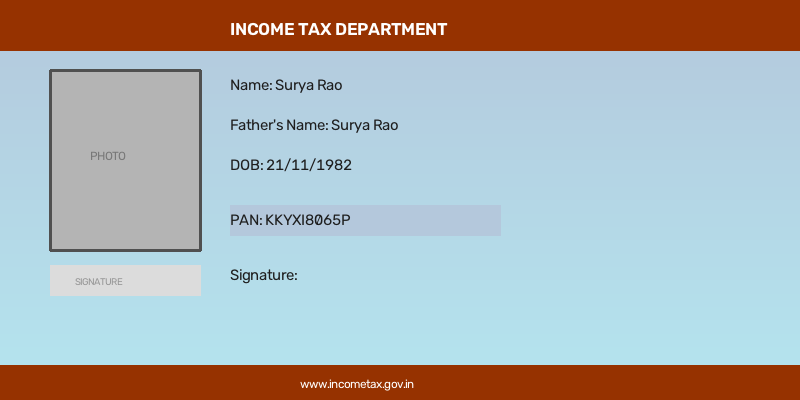 INCOME TAX DEPARTMENT
Name: Surya Rao
Father's Name: Surya Rao
DOB: 21/11/1982
PHOTO
PAN: KKYXI8065P
Signature:
SIGNATURE
www.incometax.gov.in